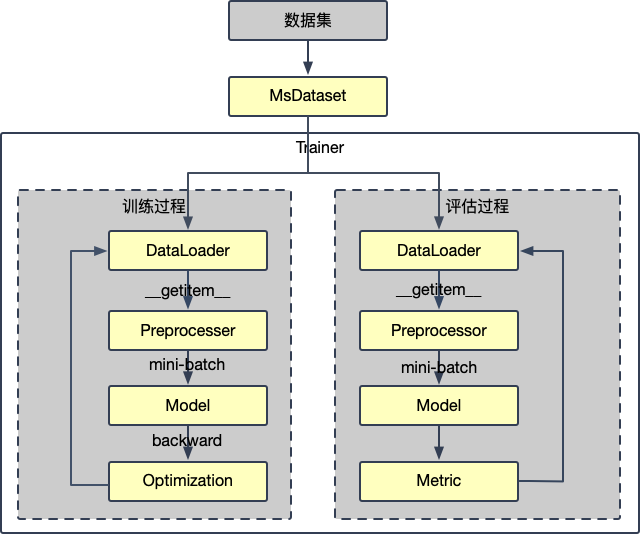 数据集
MsDataset
Trainer
训练过程
DataLoader
__getitem__
Preprocesser
mini-batch
Model
backward
Optimization
评估过程
DataLoader
__getitem__
Preprocessor
mini-batch
Model
Metric